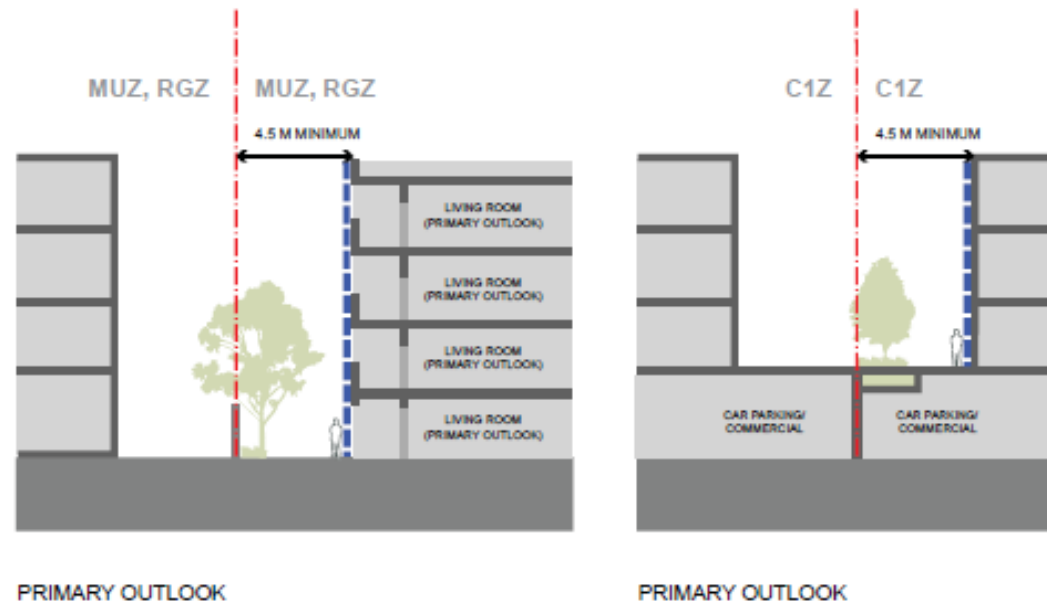 MUZ, RGZ
MUZ, RGZ
4.5 M MINIMUM
LIVING ROOM
(PRIMARY OUTLOOK)
LIVING ROOM
(PRIMARY OUTLOOK)
LIVING ROOM
(PRIMARY OUTLOOK)
LIVING ROOM
(PRIMARY OUTLOOK)
PRIMARY OUTLOOK
C1Z
C1Z
4.5 M MINIMUM
CAR PARKING/
COMMERCIAL
CAR PARKING/
COMMERCIAL
PRIMARY OUTLOOK